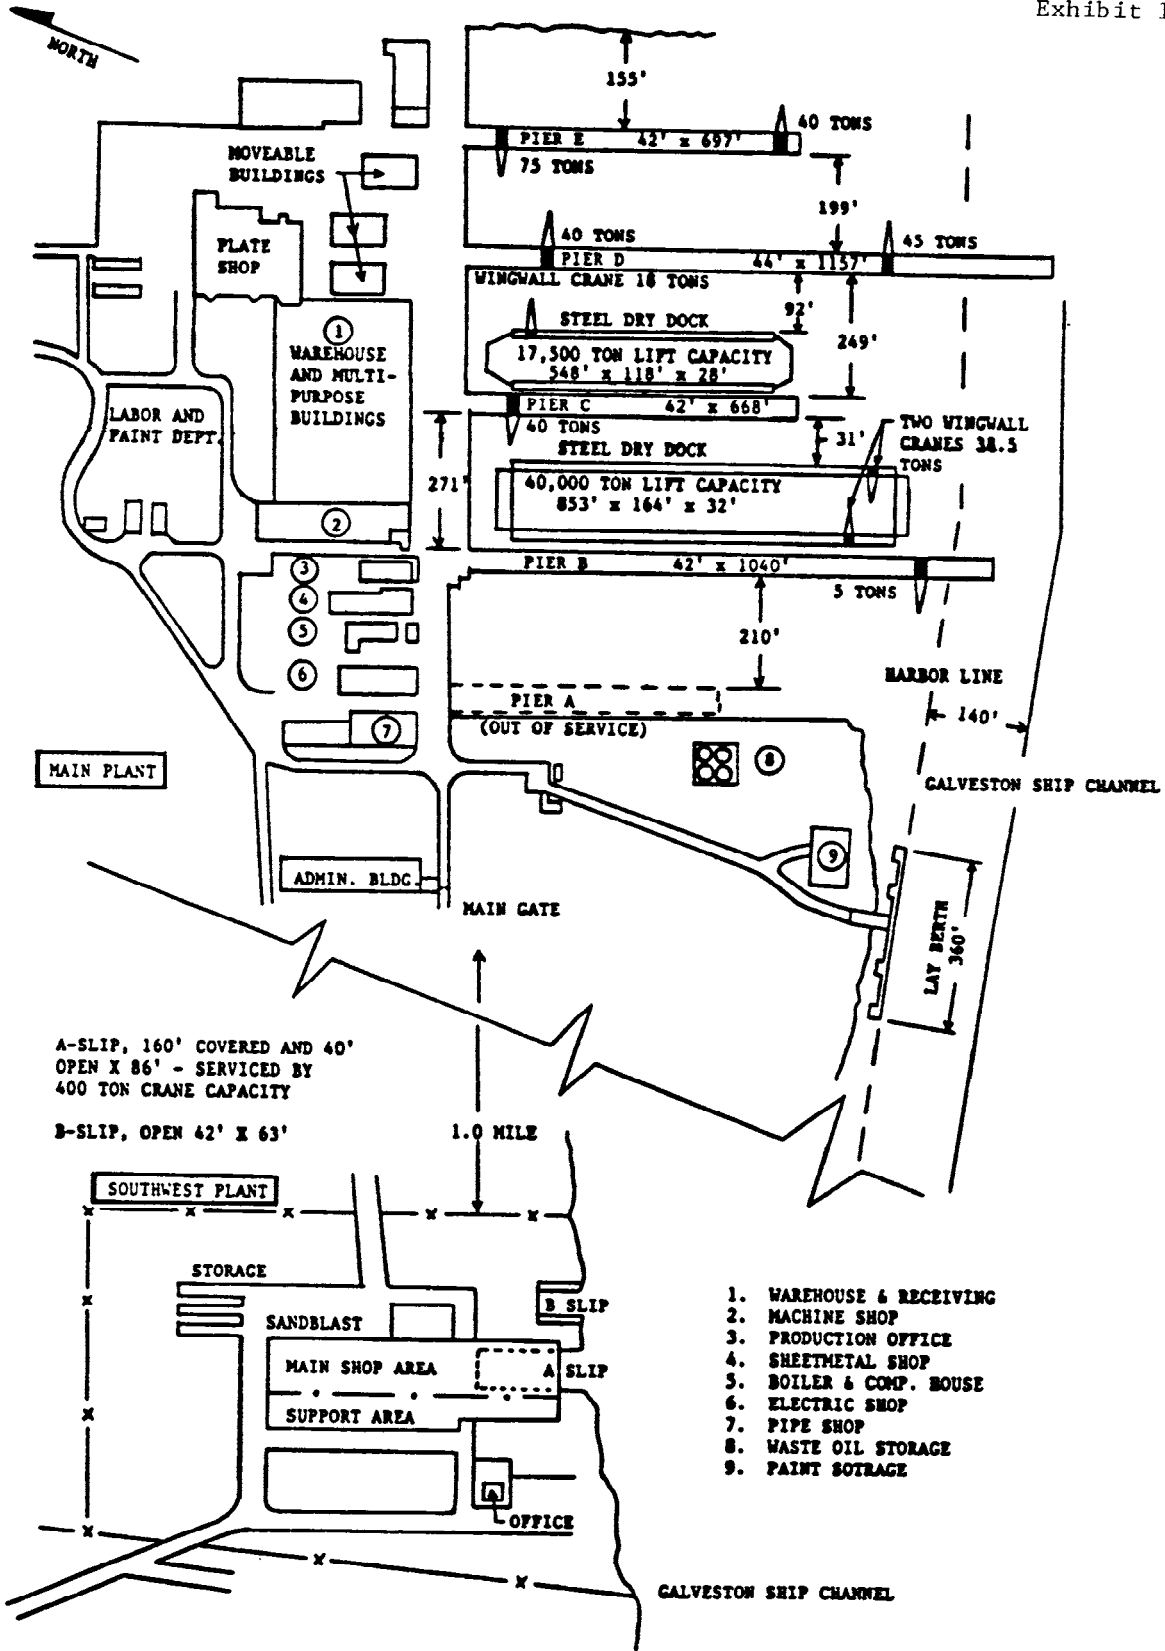 Exhibit 1
NORTH
155'
PIER E 42' x 697'
40 TONS
75 TONS
MOVEABLE
BUILDINGS
199'
PLATE
SHOP
40 TONS
45 TONS
PIER D 44' x 1157'
WINGWALL CRANE 18 TONS
92'
STEEL DRY DOCK
249'
1
WAREHOUSE
AND MULTI-
PURPOSE
BUILDINGS
17,500 TON LIFT CAPACITY
548' x 118' x 28'
LABOR AND
PAINT DEPT.
PIER C 42' x 668'
40 TONS
31'
TWO WINGWALL
CRANES 38.5
TONS
STEEL DRY DOCK
271'
40,000 TON LIFT CAPACITY
853' x 164' x 32'
2
3
PIER B 42' x 1040'
5 TONS
4
5
210'
6
HARBOR LINE
PIER A
(OUT OF SERVICE)
140'
7
8
MAIN PLANT
GALVESTON SHIP CHANNEL
9
ADMIN. BLDG.
MAIN GATE
LAY BERTH
360'
A-SLIP, 160' COVERED AND 40'
OPEN X 86' - SERVICED BY
400 TON CRANE CAPACITY
B-SLIP, OPEN 42' X 63'
1.0 MILE
SOUTHWEST PLANT
STORAGE
B SLIP
SANDBLAST
MAIN SHOP AREA
A SLIP
SUPPORT AREA
OFFICE
1. WAREHOUSE & RECEIVING
2. MACHINE SHOP
3. PRODUCTION OFFICE
4. SHEETMETAL SHOP
5. BOILER & COMP. HOUSE
6. ELECTRIC SHOP
7. PIPE SHOP
8. WASTE OIL STORAGE
9. PAINT SOTRAGE
GALVESTON SHIP CHANNEL